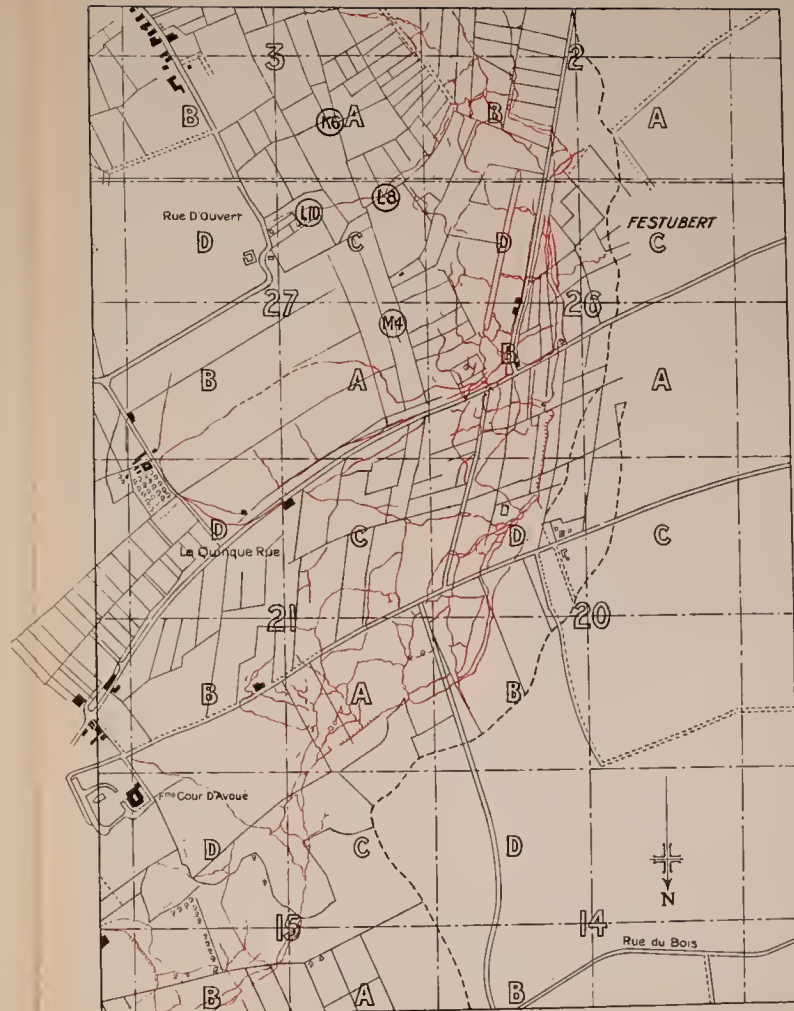 3 2
B K6 A B A
Rue D'Ouvert L10 L8 FESTUBERT
D C D C
27 M4 26
B A B A
D C D C
La Quinque Rue
21 20
B A B
Fme Cour D'Avoué
D C D
N
15 14
Rue du Bois
B A B